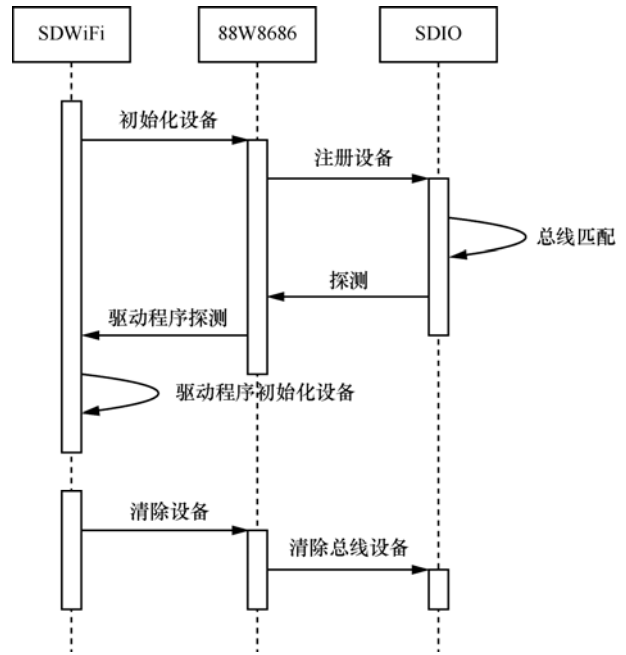 SDWiFi
88W8686
SDIO
初始化设备
注册设备
总线匹配
探测
驱动程序探测
驱动程序初始化设备
清除设备
清除总线设备